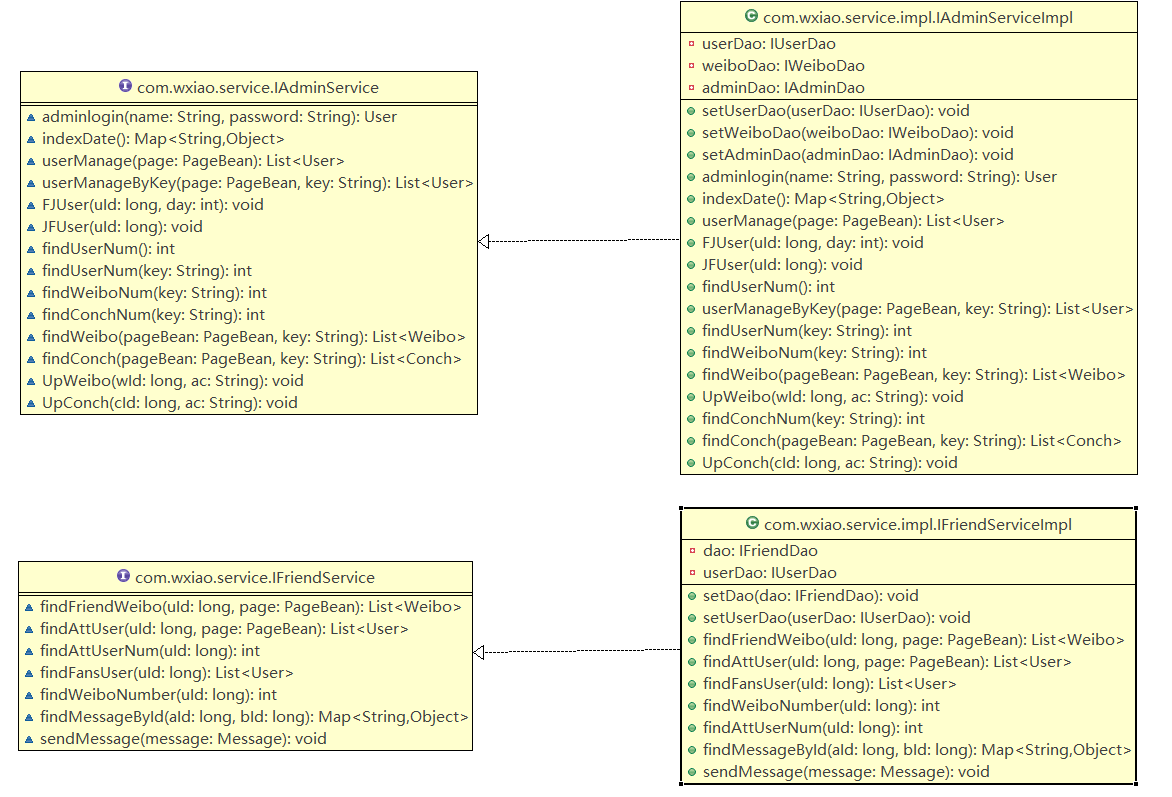 com.wxiao.service.IAdminService
adminlogin(name: String, password: String): User
indexDate(): Map<String,Object>
userManage(page: PageBean): List<User>
userManageByKey(page: PageBean, key: String): List<User>
FJUser(uId: long, day: int): void
JFUser(uId: long): void
findUserNum(): int
findUserNum(key: String): int
findWeiboNum(key: String): int
findConchNum(key: String): int
findWeibo(pageBean: PageBean, key: String): List<Weibo>
findConch(pageBean: PageBean, key: String): List<Conch>
UpWeibo(wId: long, ac: String): void
UpConch(cId: long, ac: String): void
com.wxiao.service.impl.IAdminServiceImpl
userDao: IUserDao
weiboDao: IWeiboDao
adminDao: IAdminDao
setUserDao(userDao: IUserDao): void
setWeiboDao(weiboDao: IWeiboDao): void
setAdminDao(adminDao: IAdminDao): void
adminlogin(name: String, password: String): User
indexDate(): Map<String,Object>
userManage(page: PageBean): List<User>
FJUser(uId: long, day: int): void
JFUser(uId: long): void
findUserNum(): int
userManageByKey(page: PageBean, key: String): List<User>
findUserNum(key: String): int
findWeiboNum(key: String): int
findWeibo(pageBean: PageBean, key: String): List<Weibo>
UpWeibo(wId: long, ac: String): void
findConchNum(key: String): int
findConch(pageBean: PageBean, key: String): List<Conch>
UpConch(cId: long, ac: String): void
com.wxiao.service.IFriendService
findFriendWeibo(uId: long, page: PageBean): List<Weibo>
findAttUser(uId: long, page: PageBean): List<User>
findAttUserNum(uId: long): int
findFansUser(uId: long): List<User>
findWeiboNumber(uId: long): int
findMessageById(aId: long, bId: long): Map<String,Object>
sendMessage(message: Message): void
com.wxiao.service.impl.IFriendServiceImpl
dao: IFriendDao
userDao: IUserDao
setDao(dao: IFriendDao): void
setUserDao(userDao: IUserDao): void
findFriendWeibo(uId: long, page: PageBean): List<Weibo>
findAttUser(uId: long, page: PageBean): List<User>
findFansUser(uId: long): List<User>
findWeiboNumber(uId: long): int
findAttUserNum(uId: long): int
findMessageById(aId: long, bId: long): Map<String,Object>
sendMessage(message: Message): void